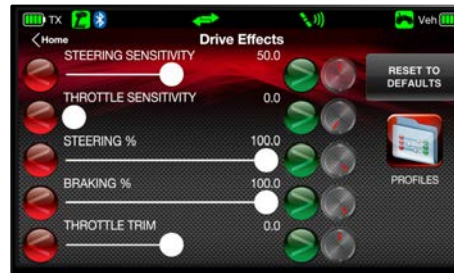 TX Veh
Home Drive Effects
STEERING SENSITIVITY 50.0
RESET TO
DEFAULTS
THROTTLE SENSITIVITY 0.0
STEERING % 100.0
BRAKING % 100.0
PROFILES
THROTTLE TRIM 0.0